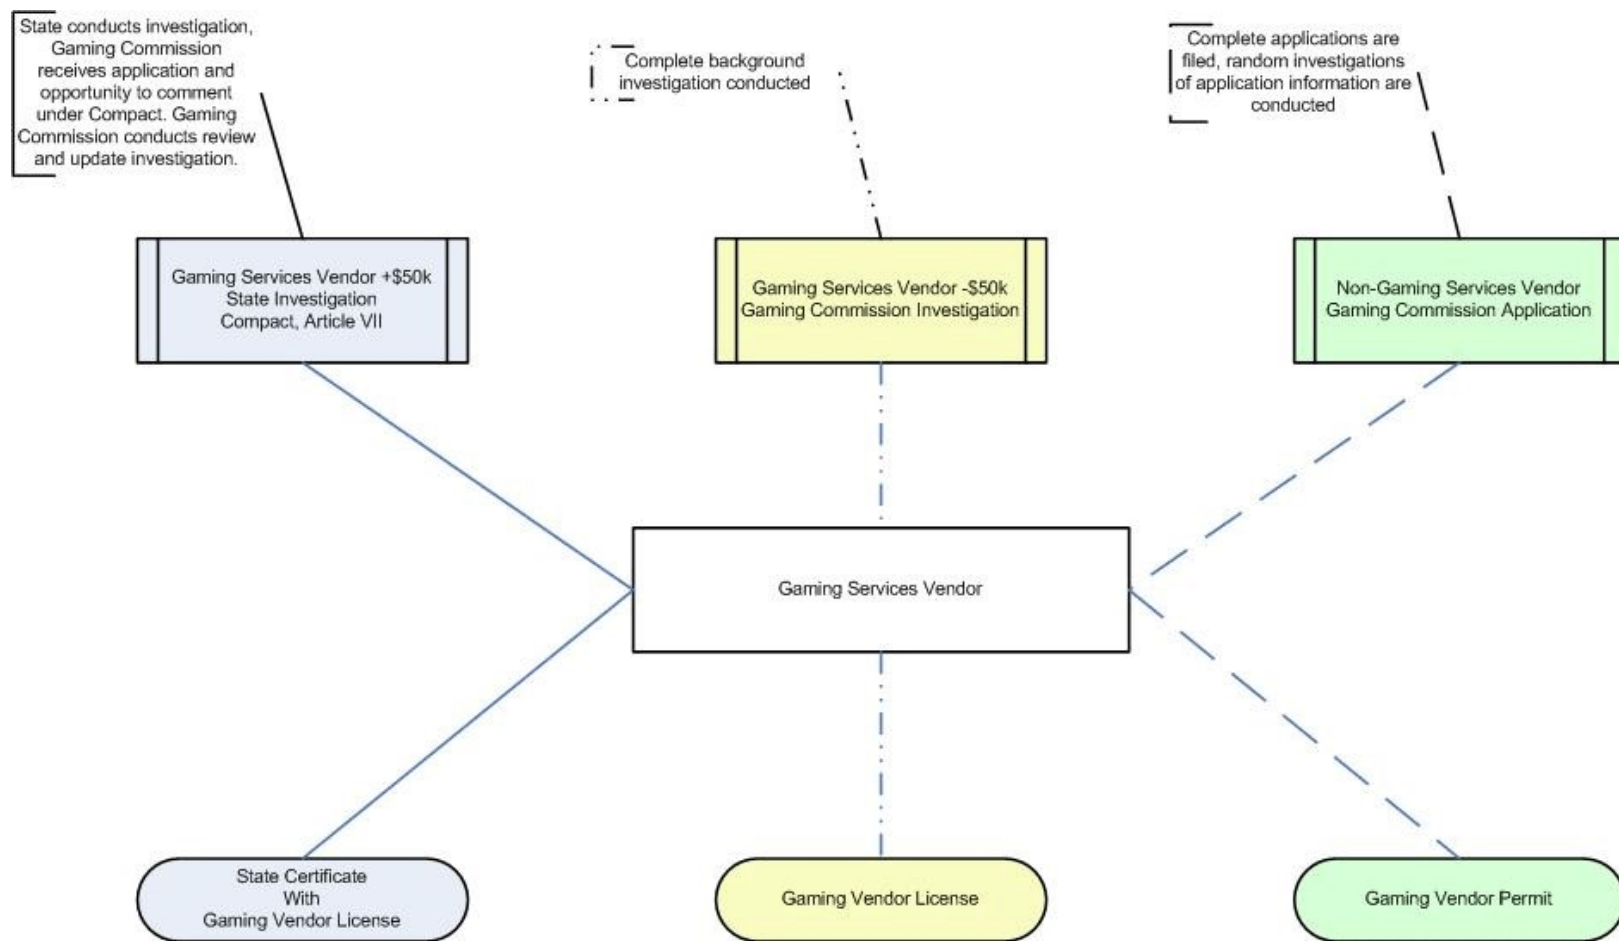 State conducts investigation,
Gaming Commission
receives application and
opportunity to comment
under Compact. Gaming
Commission conducts review
and update investigation.
Complete background
investigation conducted
Complete applications are
filed, random investigations
of application information are
conducted
Gaming Services Vendor +$50k
State Investigation
Compact, Article VII
Gaming Services Vendor -$50k
Gaming Commission Investigation
Non-Gaming Services Vendor
Gaming Commission Application
Gaming Services Vendor
State Certificate
With
Gaming Vendor License
Gaming Vendor License
Gaming Vendor Permit